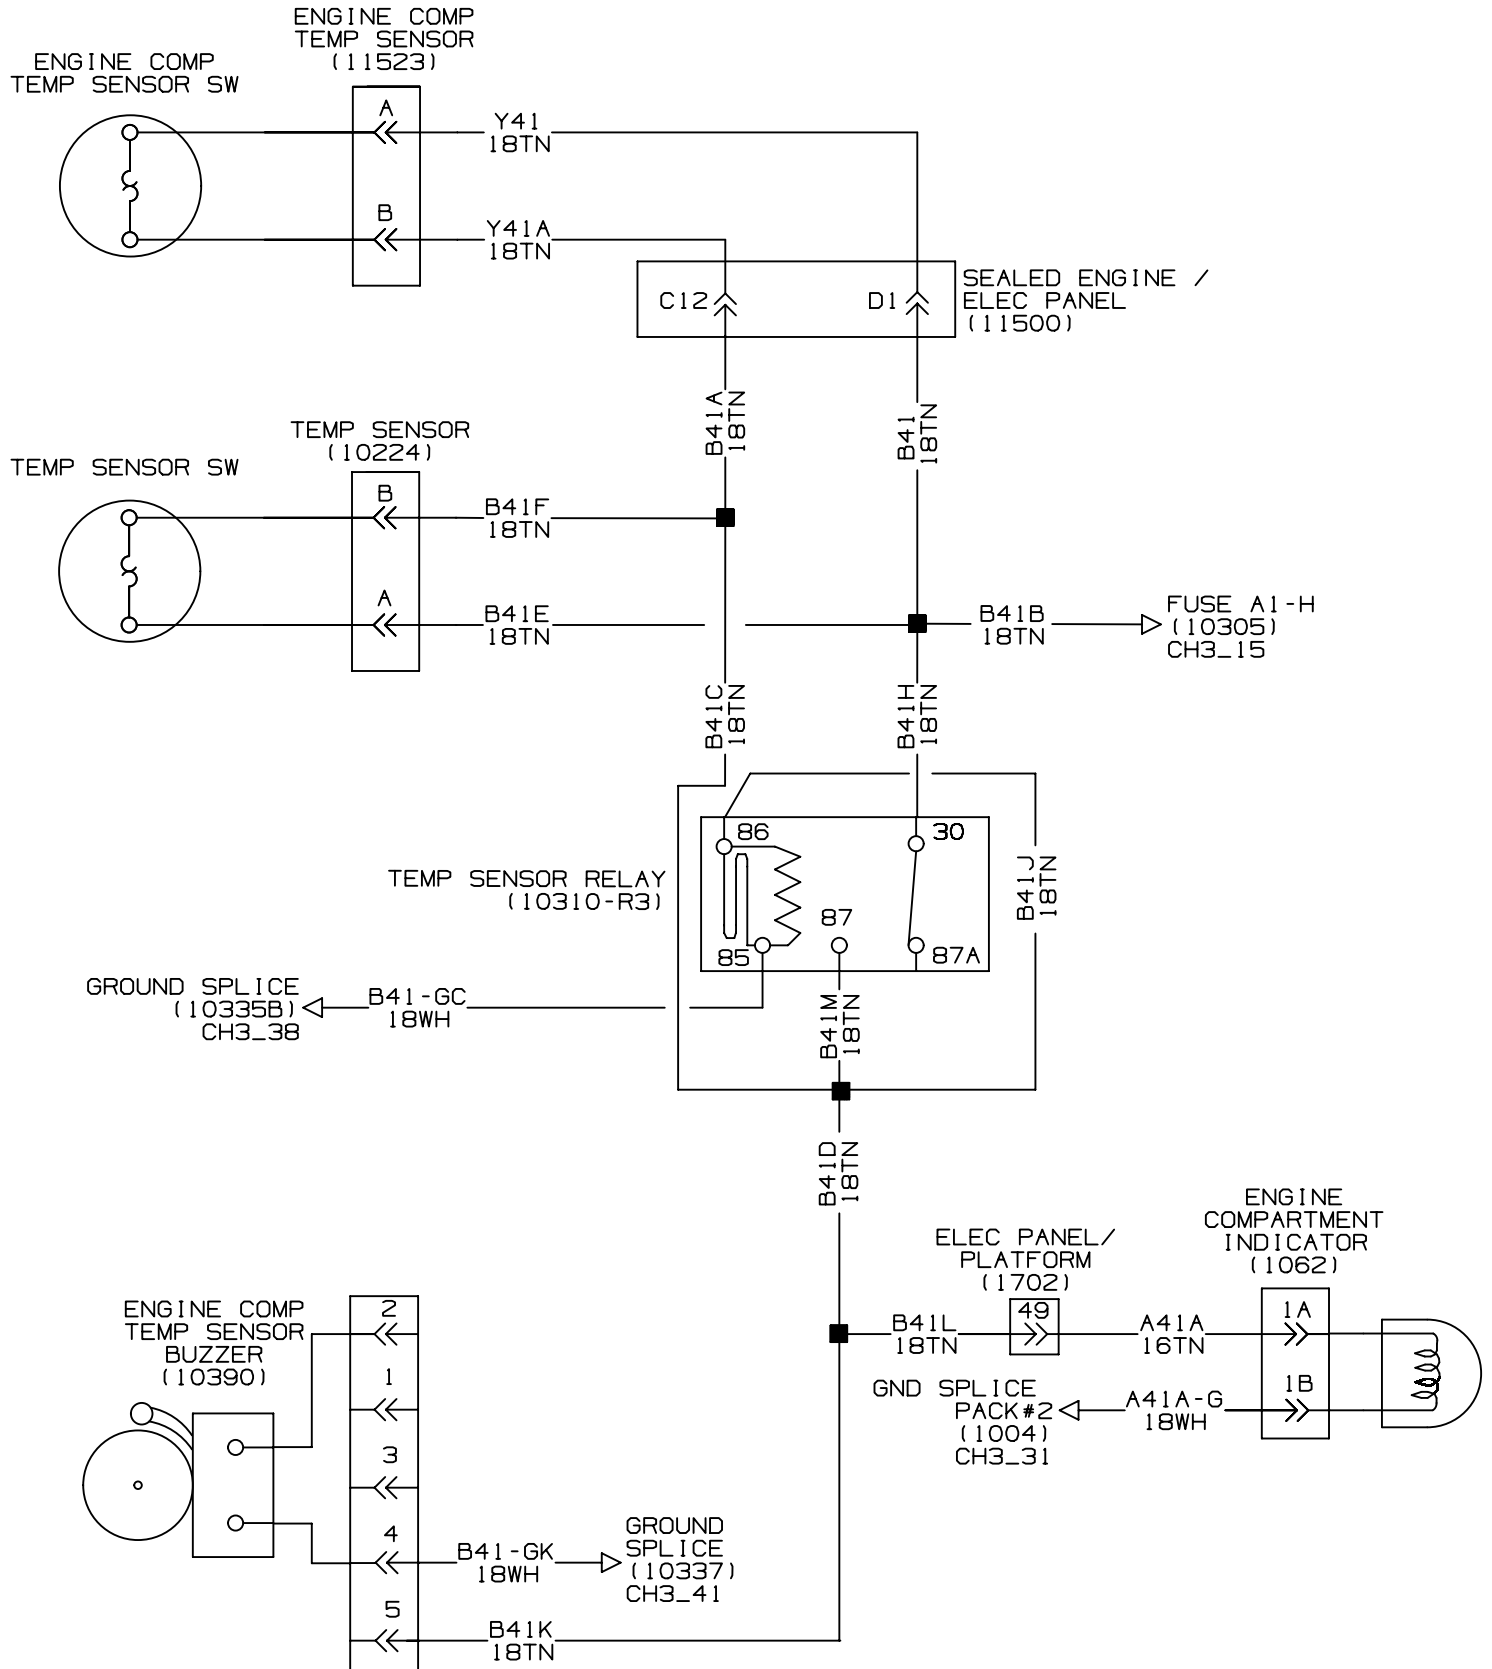 ENGINE COMP
TEMP SENSOR
(11523)
ENGINE COMP
TEMP SENSOR SW
A
Y41
18TN
B
Y41A
18TN
SEALED ENGINE /
ELEC PANEL
(11500)
C12
D1
B41A
18TN
B41
18TN
TEMP SENSOR
(10224)
TEMP SENSOR SW
B
B41F
18TN
A
B41E
18TN
B41B
18TN
FUSE A1-H
(10305)
CH3_15
B41C
18TN
B41H
18TN
86
30
TEMP SENSOR RELAY
(10310-R3)
87
85
87A
B41J
18TN
GROUND SPLICE
(10335B)
CH3_38
B41-GC
18WH
B41M
18TN
B41D
18TN
ENGINE
COMPARTMENT
INDICATOR
(1062)
ELEC PANEL/
PLATFORM
(1702)
49
B41L
18TN
A41A
16TN
1A
1B
GND SPLICE
PACK#2
(1004)
CH3_31
A41A-G
18WH
ENGINE COMP
TEMP SENSOR
BUZZER
(10390)
2
1
3
4
B41-GK
18WH
GROUND
SPLICE
(10337)
CH3_41
5
B41K
18TN